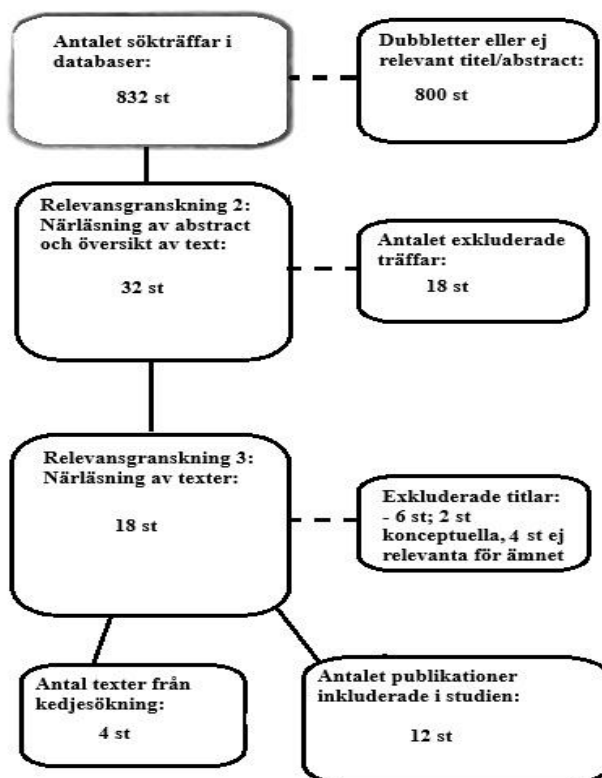 Antalet sökträffar i
databaser:
832 st
Dubbletter eller ej
relevant titel/abstract:
800 st
Relevansgranskning 2:
Närläsning av abstract
och översikt av text:
32 st
Antalet exkluderade
träffar:
18 st
Relevansgranskning 3:
Närläsning av texter:
18 st
Exkluderade titlar:
- 6 st; 2 st
konceptuella, 4 st ej
relevanta för ämnet
Antal texter från
kedjesökning:
4 st
Antalet publikationer
inkluderade i studien:
12 st